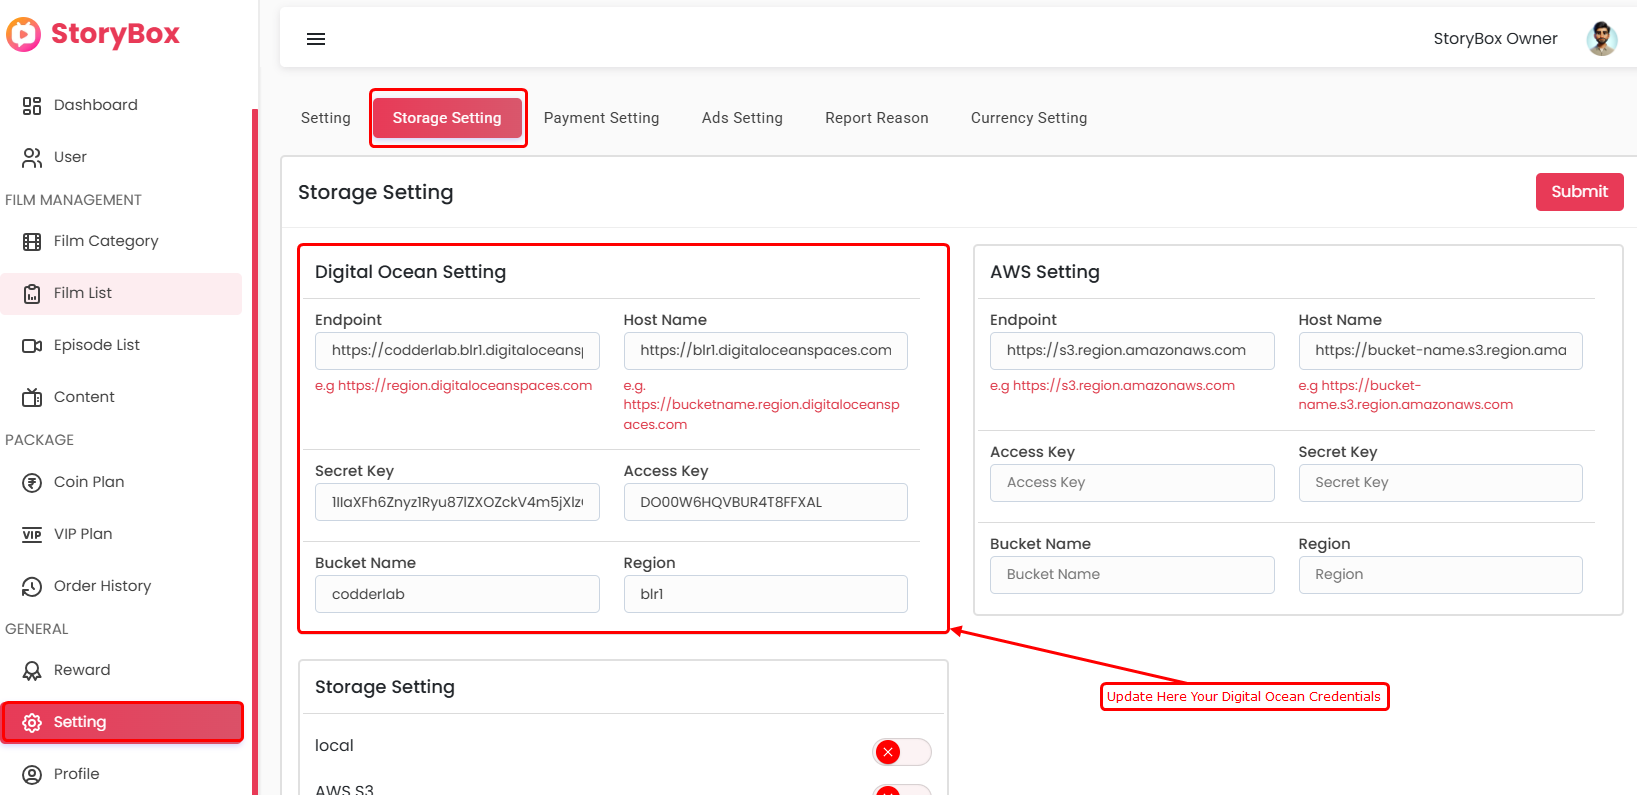 StoryBox
StoryBox Owner
Dashboard
User
FILM MANAGEMENT
Film Category
Film List
Episode List
Content
PACKAGE
Coin Plan
VIP
VIP Plan
Order History
GENERAL
Reward
Setting
Profile
Setting
Storage Setting
Payment Setting
Ads Setting
Report Reason
Currency Setting
Storage Setting
Submit
Digital Ocean Setting
Endpoint
Host Name
https://codderlab.blr1.digitaloceans
https://blr1.digitaloceanspaces.com
e.g https://region.digitaloceanspaces.com
e.g.
https://bucketname.region.digitaloceansp
aces.com
Secret Key
Access Key
DO00W6HQVBUR4T8FFXAL
Bucket Name
Region
codderlab
blr1
AWS Setting
Endpoint
Host Name
https://s3.region.amazonaws.com
https://bucket-name.s3.region.ama
e.g https://s3.region.amazonaws.com
e.g https://bucket-
name.s3.region.amazonaws.com
Access Key
Secret Key
Access Key
Secret Key
Bucket Name
Region
Bucket Name
Region
Update Here Your Digital Ocean Credentials
Storage Setting
local
AWS S3